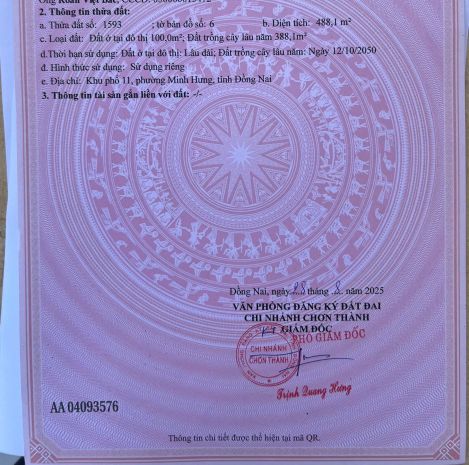 2. Thông tin thửa đất:
a. Thửa đất số: 1593 ; tờ bản đồ số: 6 b. Diện tích: 488,1 m²
c. Loại đất: Đất ở tại đô thị 100,0m²; Đất trồng cây lâu năm 388,1m²
d.Thời hạn sử dụng: Đất ở tại đô thị: Lâu dài; Đất trồng cây lâu năm: Ngày 12/10/2050
đ. Hình thức sử dụng: Sử dụng riêng
e. Địa chỉ: Khu phố 11, phường Minh Hưng, tỉnh Đồng Nai
3. Thông tin tài sản gắn liền với đất: -/-
Đồng Nai, ngày 28 tháng 8 năm 2025
VĂN PHÒNG ĐĂNG KÝ ĐẤT ĐAI
CHI NHÁNH CHƠN THÀNH
KT GIÁM ĐỐC
PHÓ GIÁM ĐỐC
CHI NHÁNH
CHƠN THÀNH
Trịnh Quang Hưng
AA 04093576
Thông tin chi tiết được thể hiện tại mã QR.